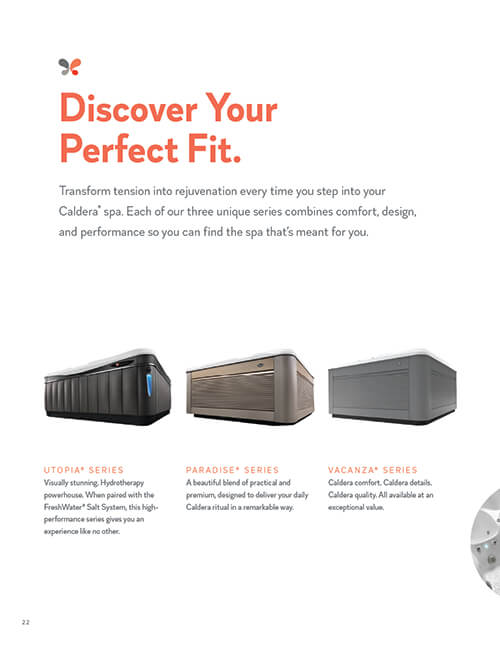 Discover Your
Perfect Fit.
Transform tension into rejuvenation every time you step into your
Caldera® spa. Each of our three unique series combines comfort, design,
and performance so you can find the spa that's meant for you.
UTOPIA® SERIES
Visually stunning. Hydrotherapy
powerhouse. When paired with the
FreshWater® Salt System, this high-
performance series gives you an
experience like no other.
PARADISE® SERIES
A beautiful blend of practical and
premium, designed to deliver your daily
Caldera ritual in a remarkable way.
VACANZA® SERIES
Caldera comfort. Caldera details.
Caldera quality. All available at an
exceptional value.
22